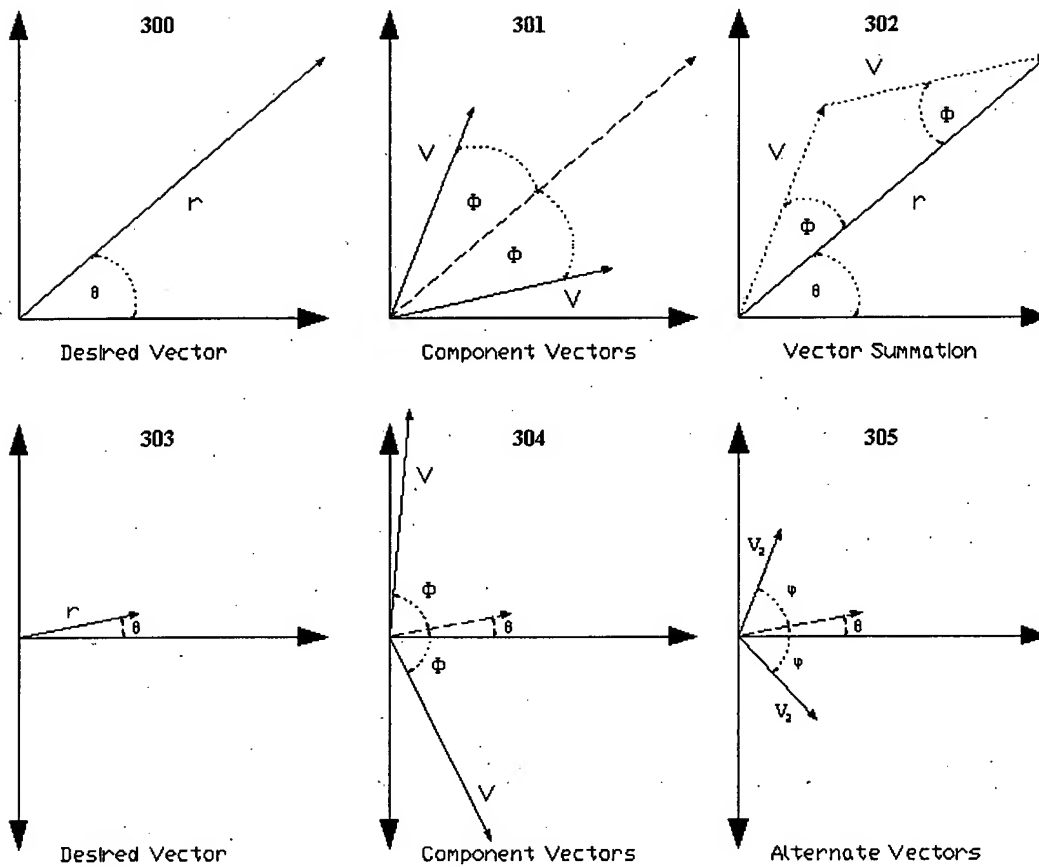 300
r
θ
Desired Vector
301
V
Φ
Φ
V
Component Vectors
302
V
Φ
V
Φ
r
θ
Vector Summation
303
r
θ
Desired Vector
304
V
Φ
θ
Φ
V
Component Vectors
305
V₂
φ
θ
φ
V₂
Alternate Vectors